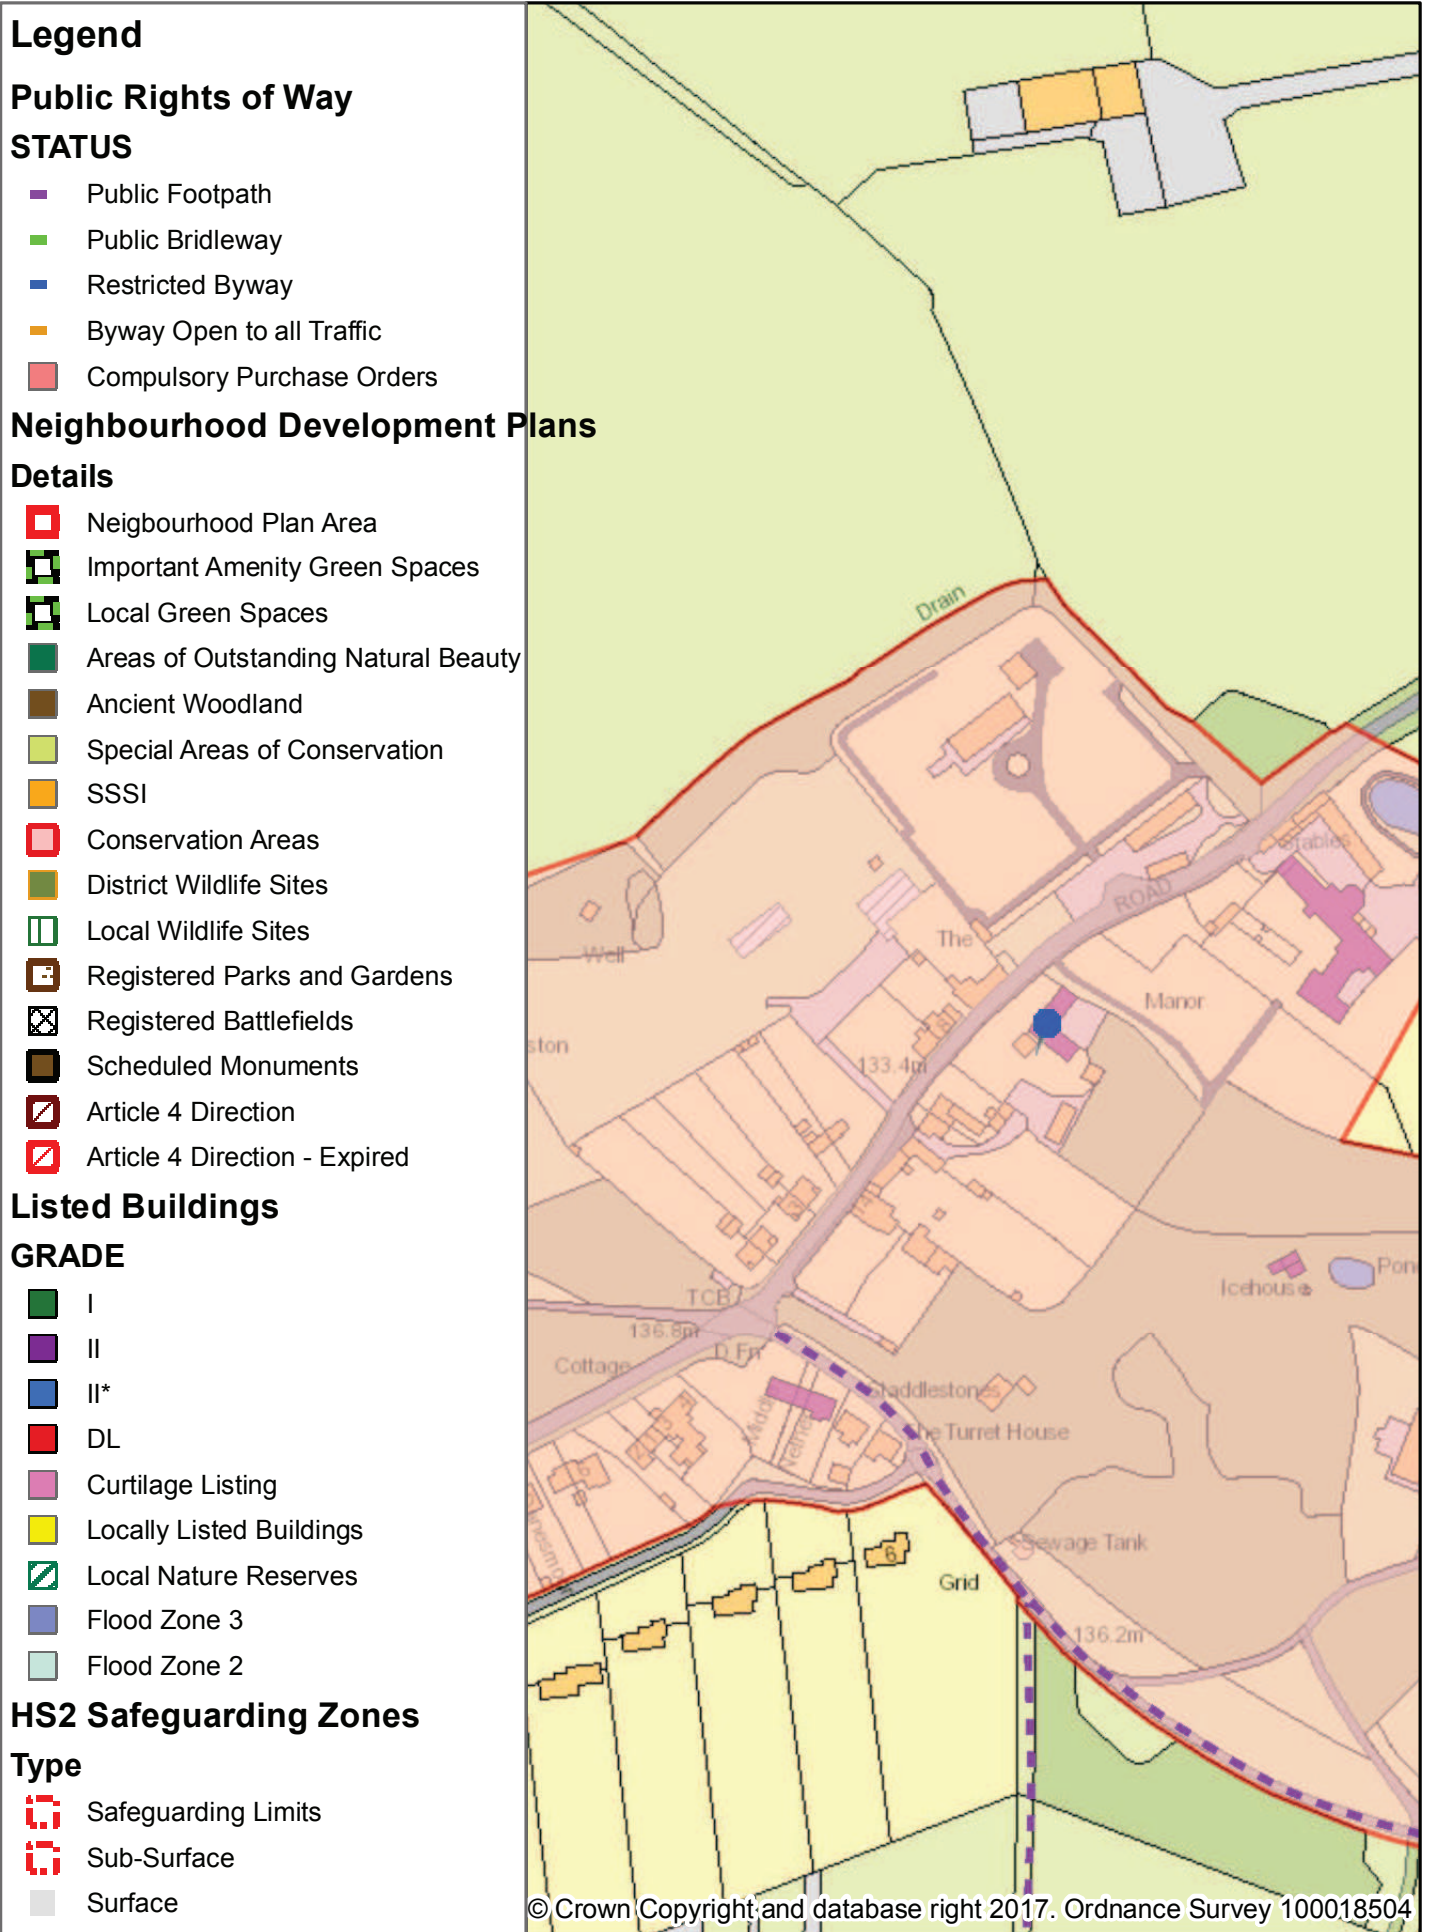 Legend
Public Rights of Way
STATUS
Public Footpath
Public Bridleway
Restricted Byway
Byway Open to all Traffic
Compulsory Purchase Orders
Neighbourhood Development Plans
Details
Neigbourhood Plan Area
Important Amenity Green Spaces
Local Green Spaces
Areas of Outstanding Natural Beauty
Ancient Woodland
Special Areas of Conservation
SSSI
Conservation Areas
District Wildlife Sites
Local Wildlife Sites
Registered Parks and Gardens
Registered Battlefields
Scheduled Monuments
Article 4 Direction
Article 4 Direction - Expired
Listed Buildings
GRADE
I
II
II*
DL
Curtilage Listing
Locally Listed Buildings
Local Nature Reserves
Flood Zone 3
Flood Zone 2
HS2 Safeguarding Zones
Type
Safeguarding Limits
Sub-Surface
Surface
Drain
Stables
ROAD
The
Well
Manor
ston
133.4m
Icehouse
Pon
TCB
136.8m
D Fn
Cottage
Staddlestones
The Turret House
Sewage Tank
6
Grid
136.2m
© Crown Copyright and database right 2017. Ordnance Survey 100018504